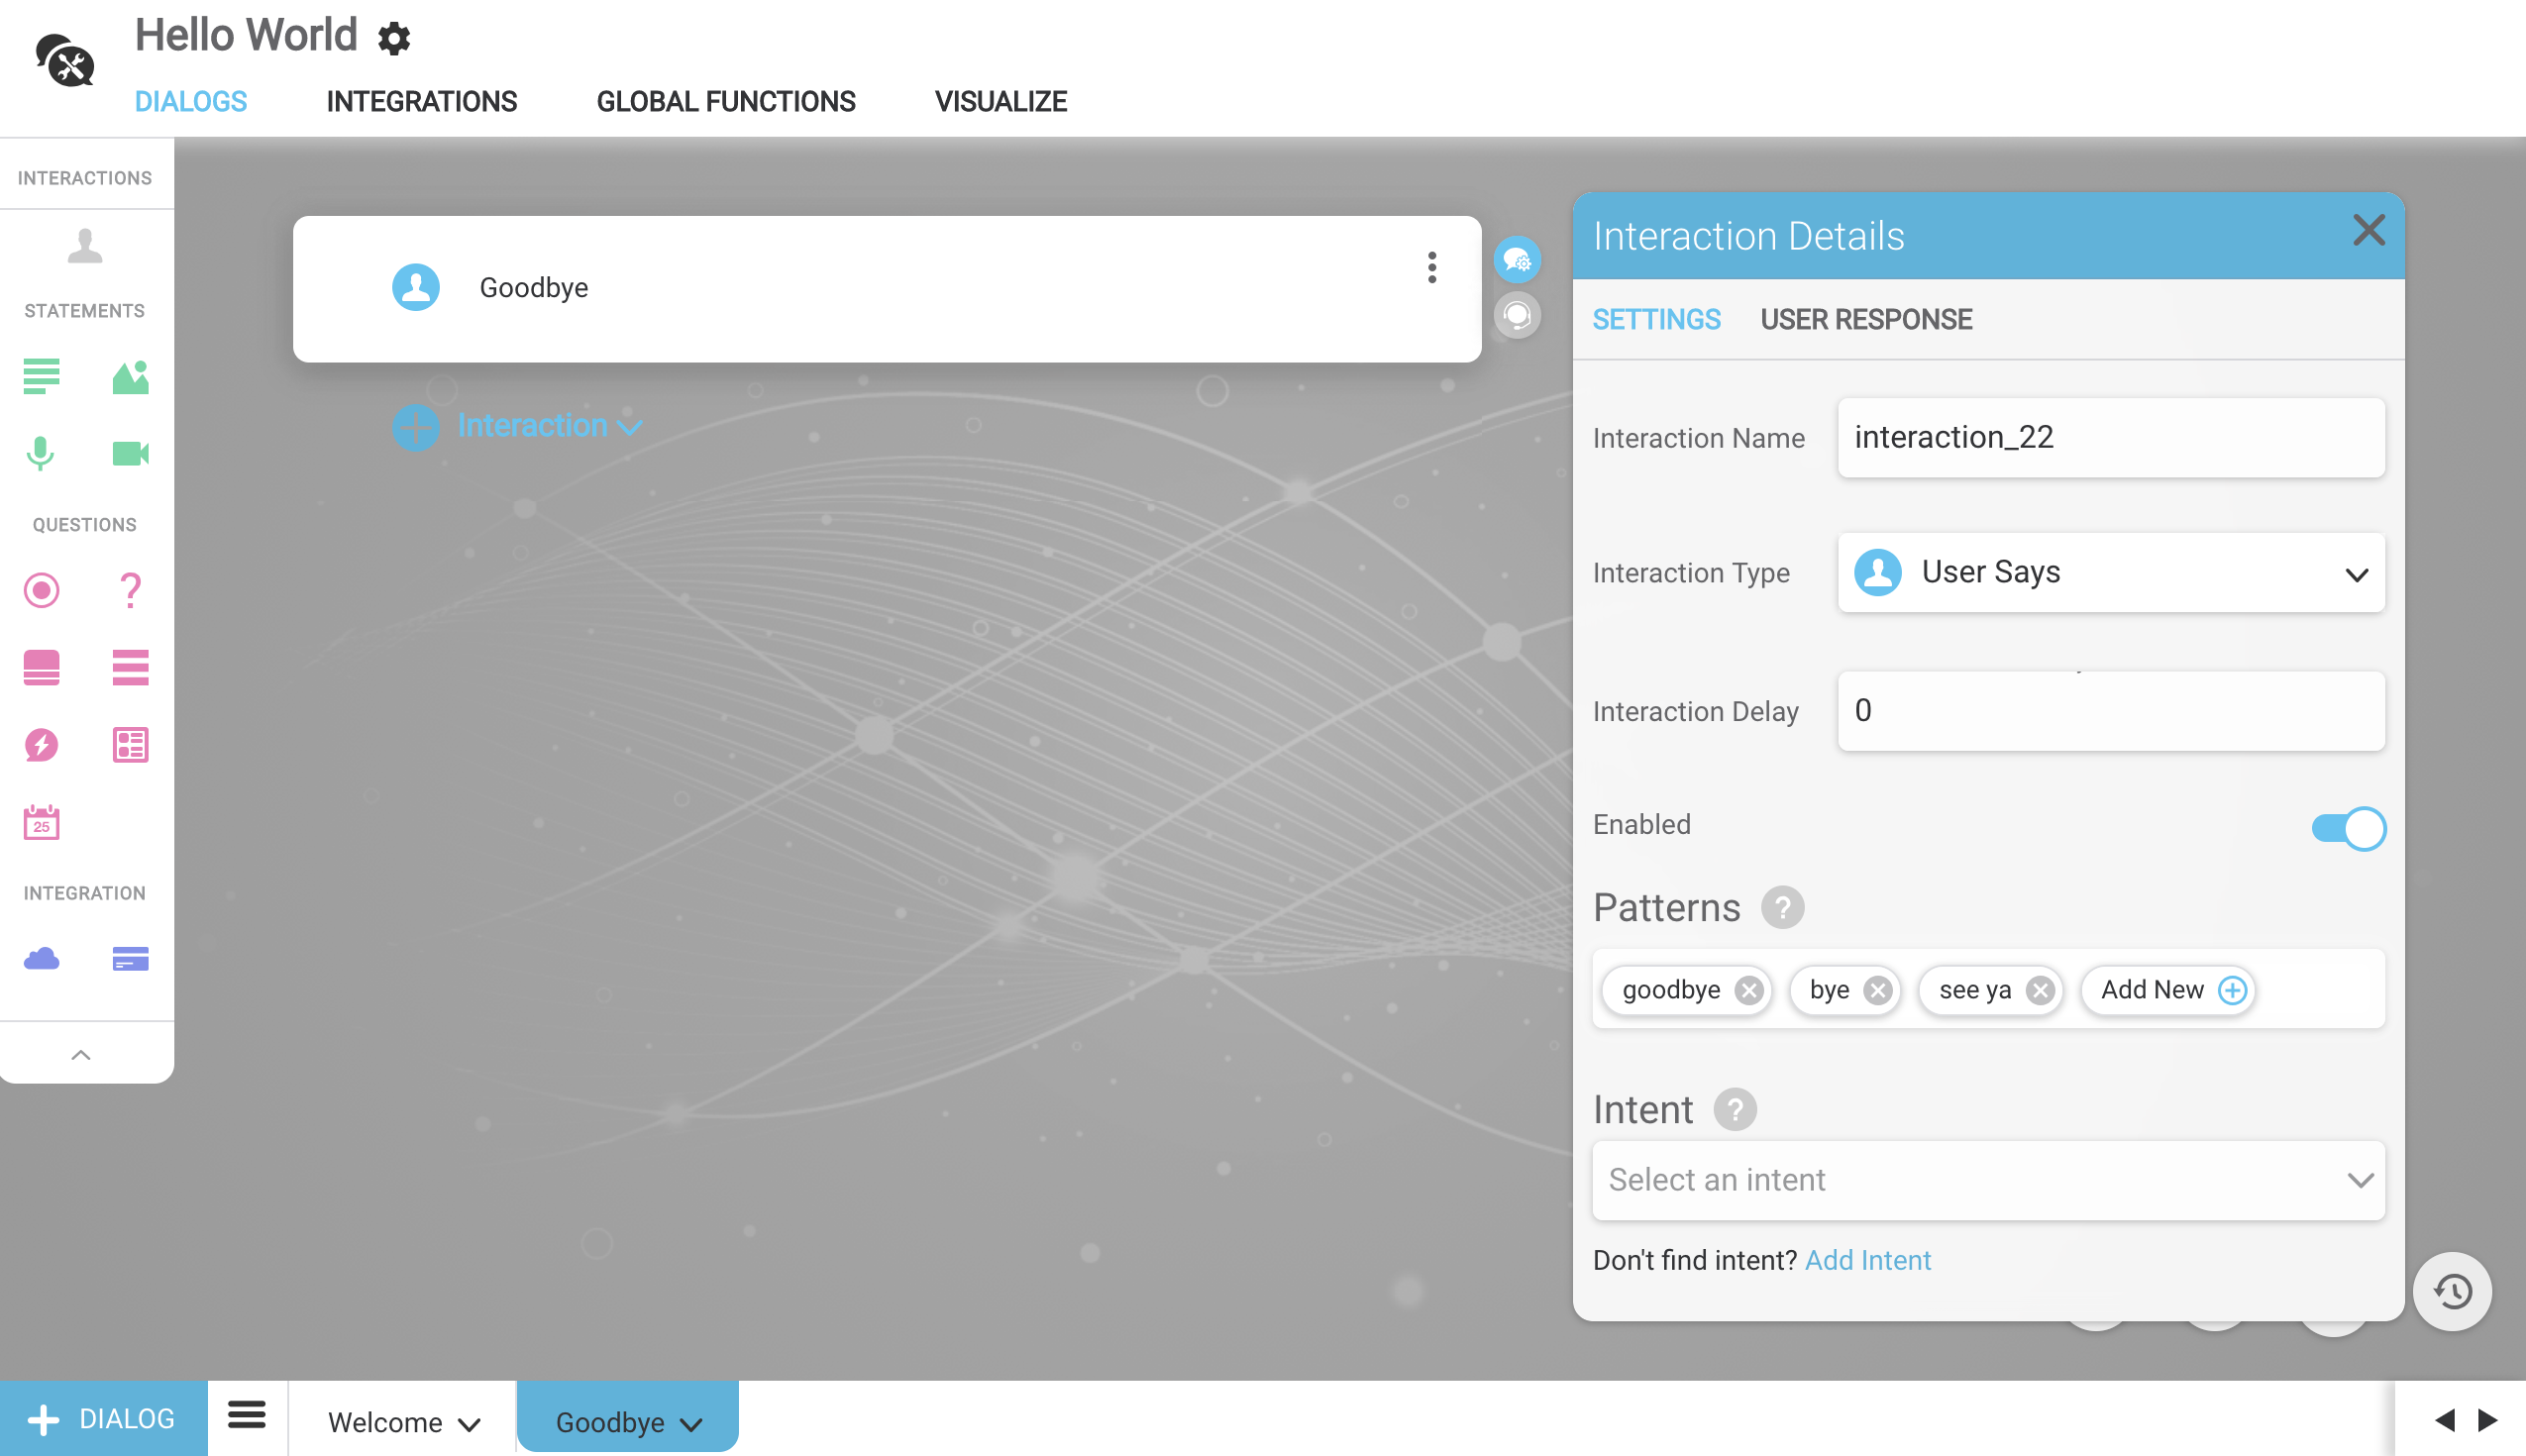 Hello World
DIALOGS INTEGRATIONS GLOBAL FUNCTIONS VISUALIZE
INTERACTIONS
STATEMENTS
QUESTIONS
25
INTEGRATION
Goodbye
Interaction
Interaction Details
SETTINGS USER RESPONSE
Interaction Name interaction_22
Interaction Type User Says
Interaction Delay 0
Enabled
Patterns ?
goodbye bye see ya Add New
Intent ?
Select an intent
Don't find intent? Add Intent
DIALOG Welcome Goodbye